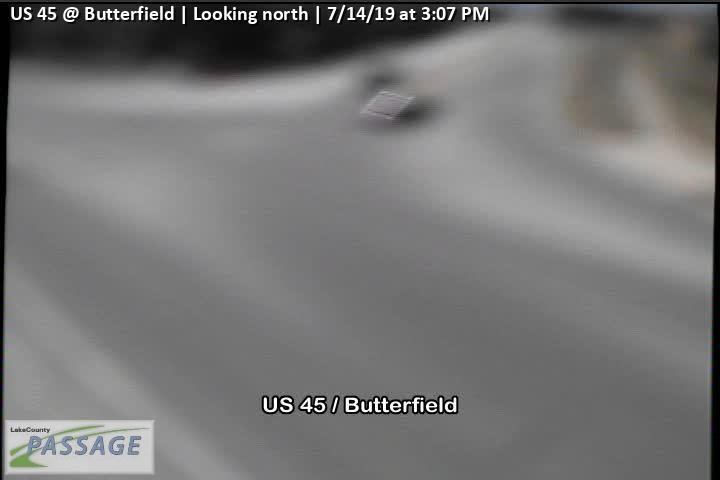 US 45 @ Butterfield | Looking north | 7/14/19 at 3:07 PM
US 45 / Butterfield
LakeCounty
PASSAGE